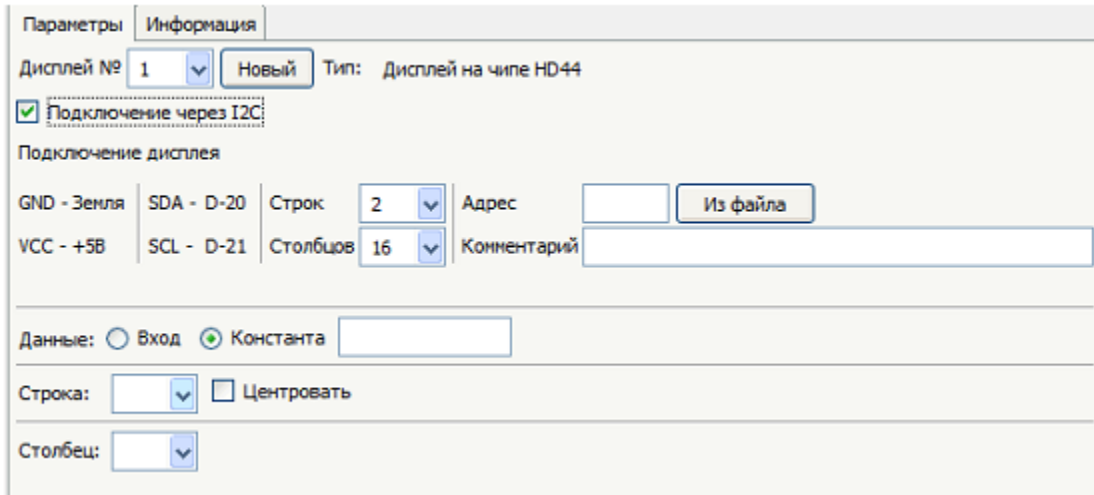 Параметры Информация
Дисплей № 1 Новый Тип: Дисплей на чипе HD44
Подключение через I2C
Подключение дисплея
GND - Земля SDA - D-20 Строк 2 Адрес Из файла
VCC - +5В SCL - D-21 Столбцов 16 Комментарий
Данные: Вход Константа
Строка: Центровать
Столбец: